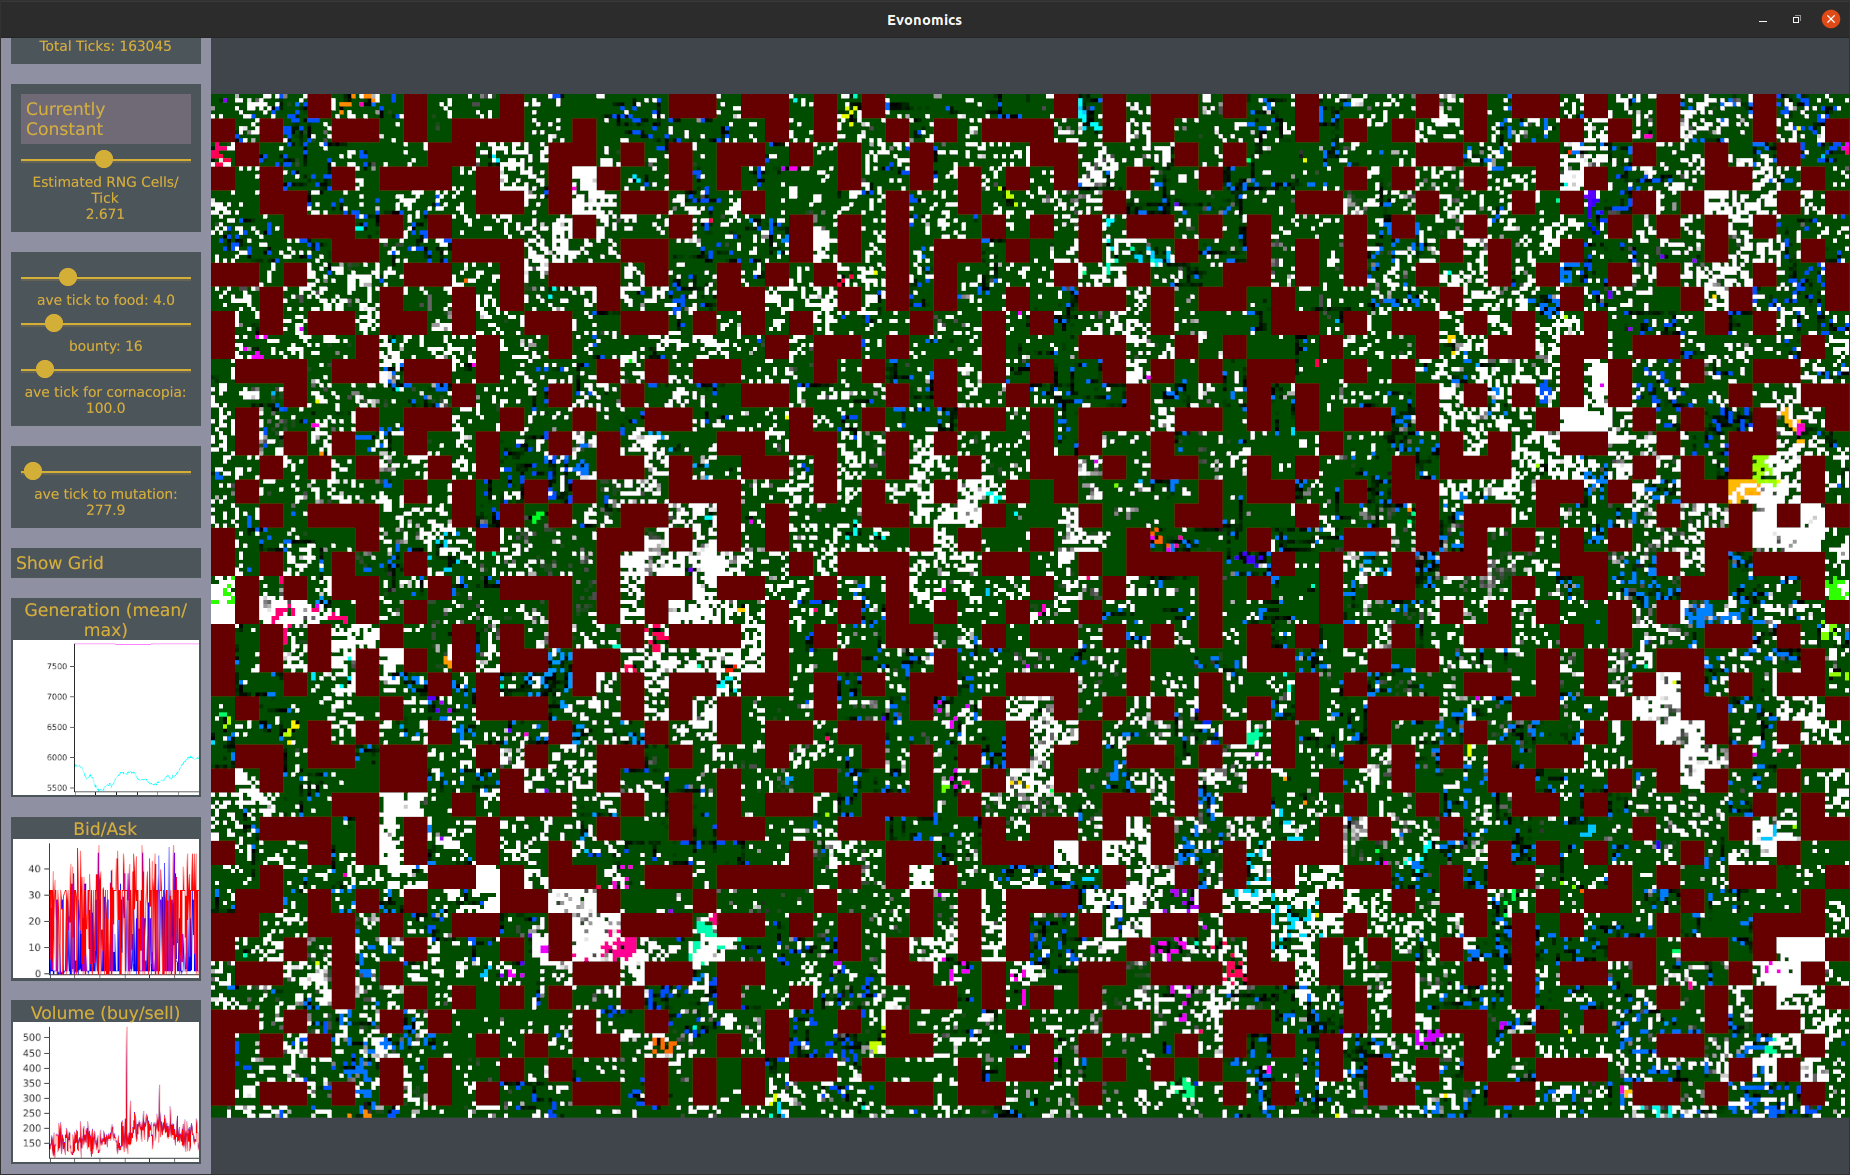 Evonomics
Total Ticks: 163045
Currently
Constant
Estimated RNG Cells/
Tick
2.671
ave tick to food: 4.0
bounty: 16
ave tick for cornacopia:
100.0
ave tick to mutation:
277.9
Show Grid
Generation (mean/
max)
7500
7000
6500
6000
5500
Bid/Ask
40
30
20
10
0
Volume (buy/sell)
500
450
400
350
300
250
200
150